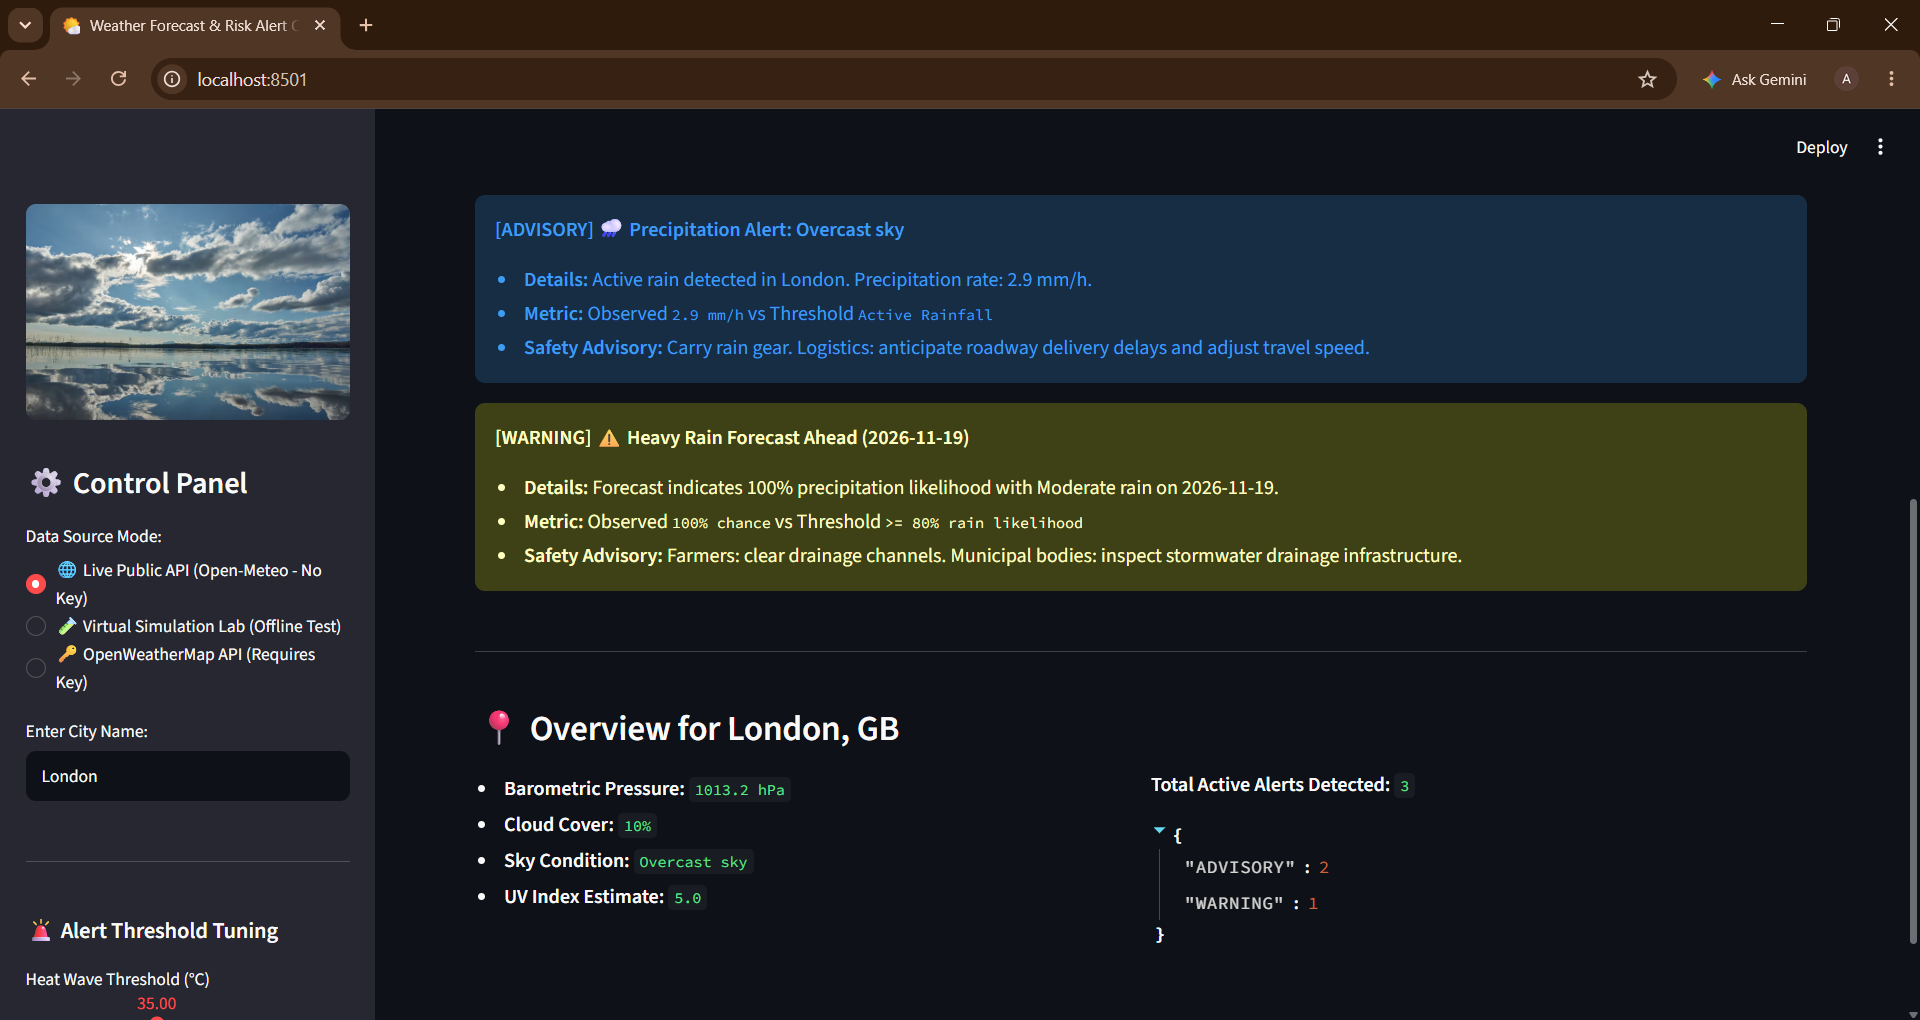 Weather Forecast & Risk Alert
localhost:8501
Ask Gemini
A
Deploy
⚙️ Control Panel
Data Source Mode:
🌐 Live Public API (Open-Meteo - No
Key)
🧪 Virtual Simulation Lab (Offline Test)
🔑 OpenWeatherMap API (Requires
Key)
Enter City Name:
London
🚨 Alert Threshold Tuning
Heat Wave Threshold (°C)
35.00
[ADVISORY] 🌧️ Precipitation Alert: Overcast sky
• Details: Active rain detected in London. Precipitation rate: 2.9 mm/h.
• Metric: Observed 2.9 mm/h vs Threshold Active Rainfall
• Safety Advisory: Carry rain gear. Logistics: anticipate roadway delivery delays and adjust travel speed.
[WARNING] ⚠️ Heavy Rain Forecast Ahead (2026-11-19)
• Details: Forecast indicates 100% precipitation likelihood with Moderate rain on 2026-11-19.
• Metric: Observed 100% chance vs Threshold >= 80% rain likelihood
• Safety Advisory: Farmers: clear drainage channels. Municipal bodies: inspect stormwater drainage infrastructure.
📍 Overview for London, GB
• Barometric Pressure: 1013.2 hPa
• Cloud Cover: 10%
• Sky Condition: Overcast sky
• UV Index Estimate: 5.0
Total Active Alerts Detected: 3
{
"ADVISORY" : 2
"WARNING" : 1
}